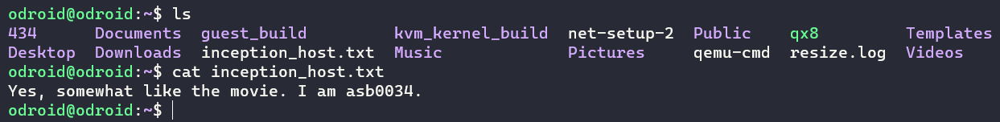 odroid@odroid:~$ ls
434      Documents  guest_build         kvm_kernel_build  net-setup-2  Public    qx8         Templates
Desktop  Downloads  inception_host.txt  Music             Pictures     qemu-cmd  resize.log  Videos
odroid@odroid:~$ cat inception_host.txt
Yes, somewhat like the movie. I am asb0034.
odroid@odroid:~$